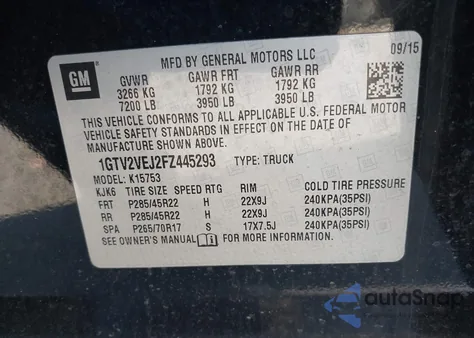 MFD BY GENERAL MOTORS LLC
09/15
GM
GVWR GAWR FRT GAWR RR
3266 KG 1792 KG 1792 KG
7200 LB 3950 LB 3950 LB
THIS VEHICLE CONFORMS TO ALL APPLICABLE U.S. FEDERAL MOTOR
VEHICLE SAFETY STANDARDS IN EFFECT ON THE DATE OF
MANUFACTURE SHOWN ABOVE.
1GTV2VEJ2FZ445293 TYPE: TRUCK
MODEL: K15753
KJK6 TIRE SIZE SPEED RTG RIM COLD TIRE PRESSURE
FRT P285/45R22 H 22X9J 240KPA(35PSI)
RR P285/45R22 H 22X9J 240KPA(35PSI)
SPA P265/70R17 S 17X7.5J 240KPA(35PSI)
SEE OWNER'S MANUAL FOR MORE INFORMATION.
autoSnap